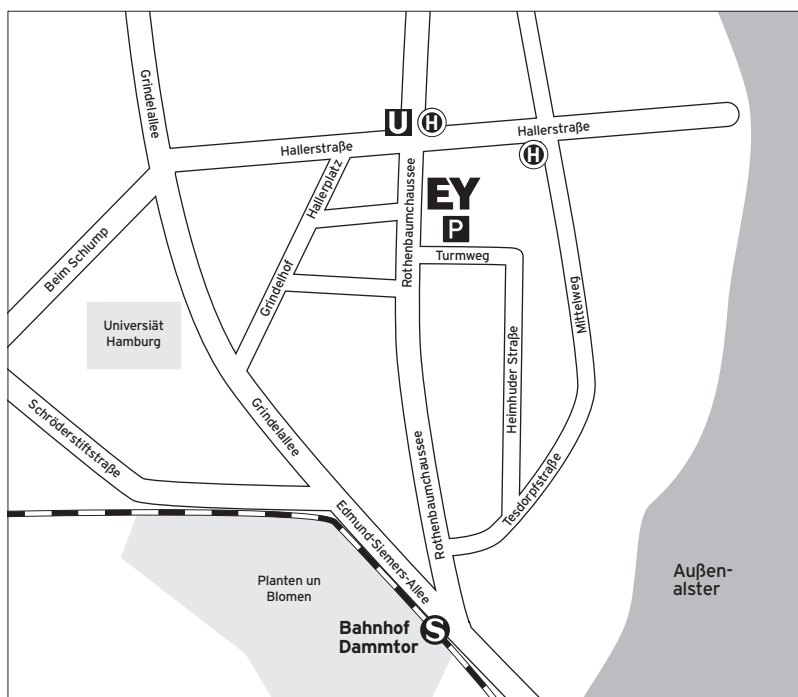 Grindelallee
U
H
Hallerstraße
Hallerstraße
H
Hallerplatz
Rothenbaumchaussee
EY
P
Turmweg
Beim Schlump
Grindelhof
Mittelweg
Universiät
Hamburg
Heimhuder Straße
Schröderstiftstraße
Grindelallee
Rothenbaumchaussee
Tesdorpfstraße
Edmund-Siemers-Allee
Planten un
Blomen
Außen-
alster
Bahnhof
Dammtor
S